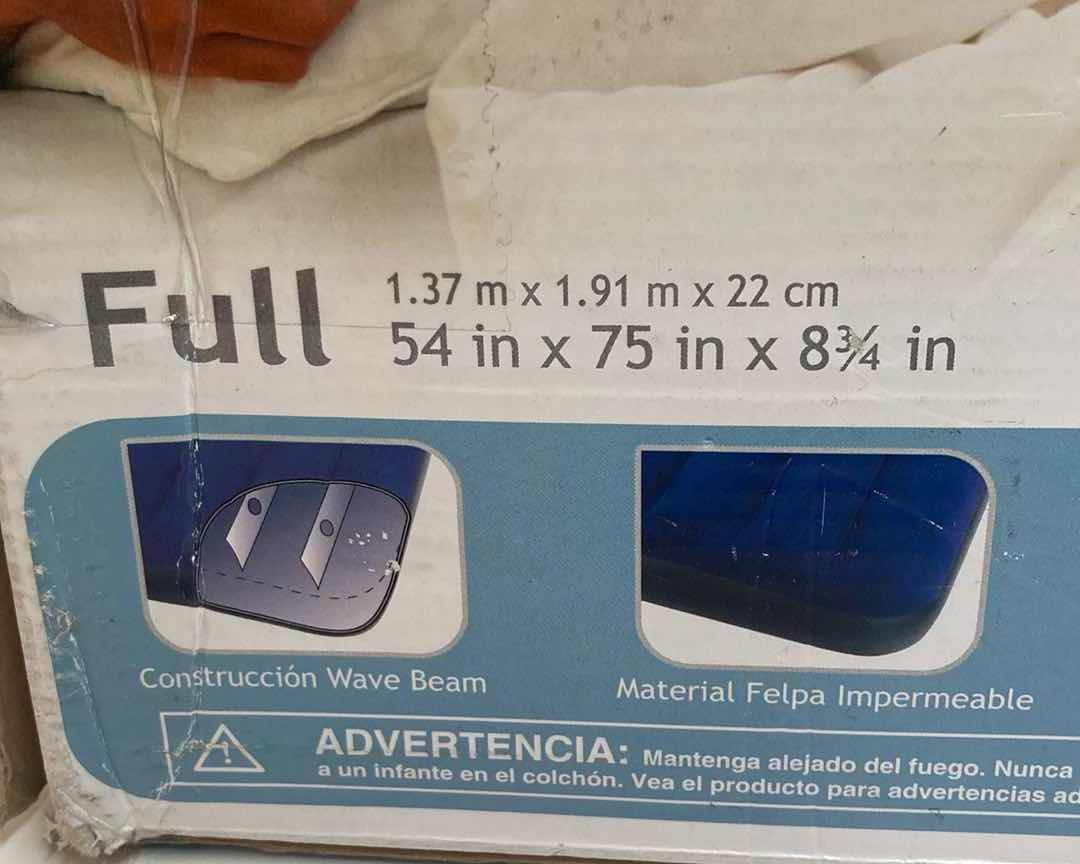 Full
1.37 m x 1.91 m x 22 cm
54 in x 75 in x 8¾ in
Construcción Wave Beam
Material Felpa Impermeable
ADVERTENCIA: Mantenga alejado del fuego. Nunca
a un infante en el colchón. Vea el producto para advertencias ad